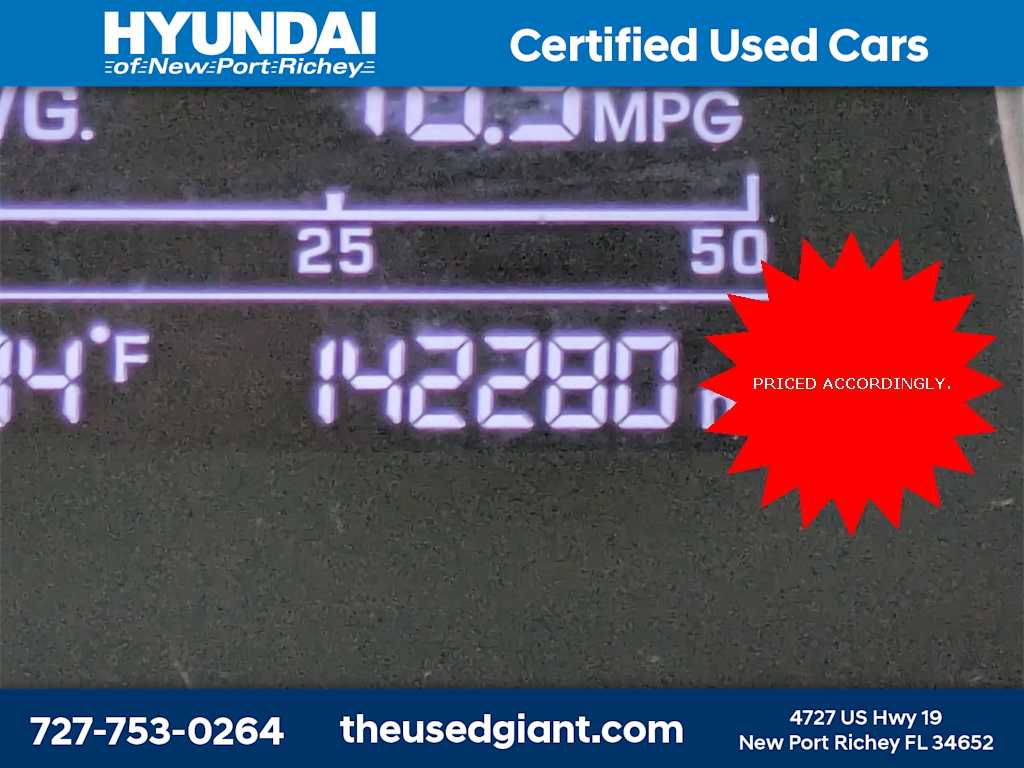 HYUNDAI
of New Port Richey
Certified Used Cars
MPG
25 50
°F 142280
PRICED ACCORDINGLY.
727-753-0264
theusedgiant.com
4727 US Hwy 19
New Port Richey FL 34652